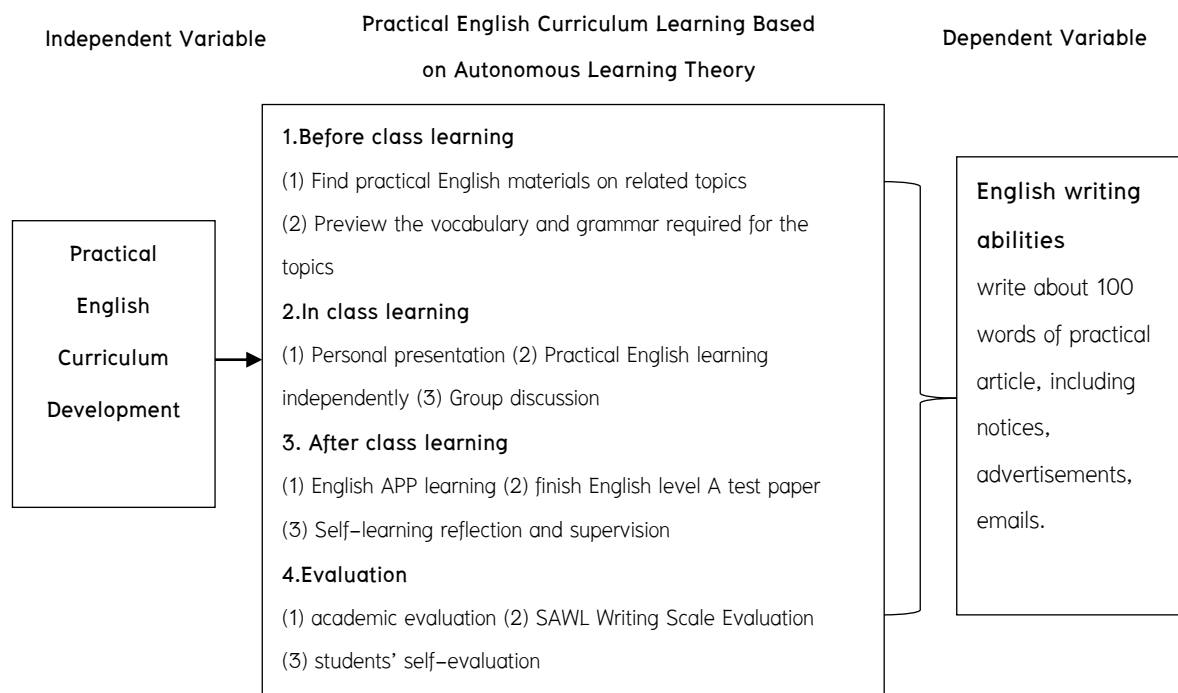 Independent Variable
Practical English Curriculum Learning Based
on Autonomous Learning Theory
Dependent Variable
Practical
English
Curriculum
Development
1.Before class learning
(1) Find practical English materials on related topics
(2) Preview the vocabulary and grammar required for the
topics
2.In class learning
(1) Personal presentation (2) Practical English learning
independently (3) Group discussion
3. After class learning
(1) English APP learning (2) finish English level A test paper
(3) Self-learning reflection and supervision
4.Evaluation
(1) academic evaluation (2) SAWL Writing Scale Evaluation
(3) students' self-evaluation
English writing
abilities
write about 100
words of practical
article, including
notices,
advertisements,
emails.